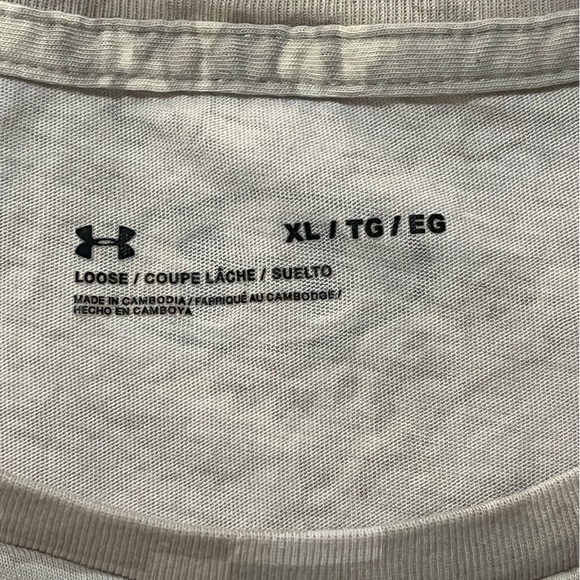 XL / TG / EG
LOOSE / COUPE LÂCHE / SUELTO
MADE IN CAMBODIA / FABRIQUÉ AU CAMBODGE /
HECHO EN CAMBOYA